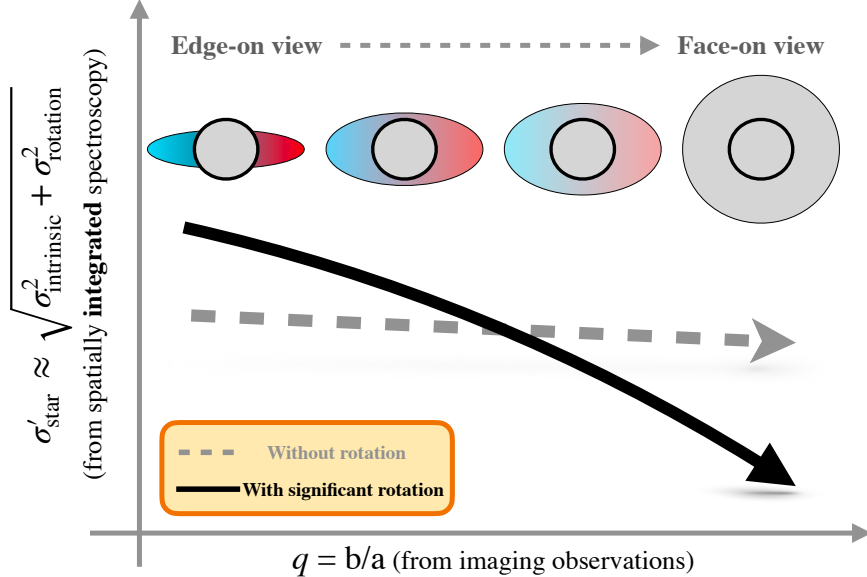 Edge-on view
Face-on view
σ′star ≈ √σ²intrinsic + σ²rotation
(from spatially integrated spectroscopy)
Without rotation
With significant rotation
q = b/a (from imaging observations)